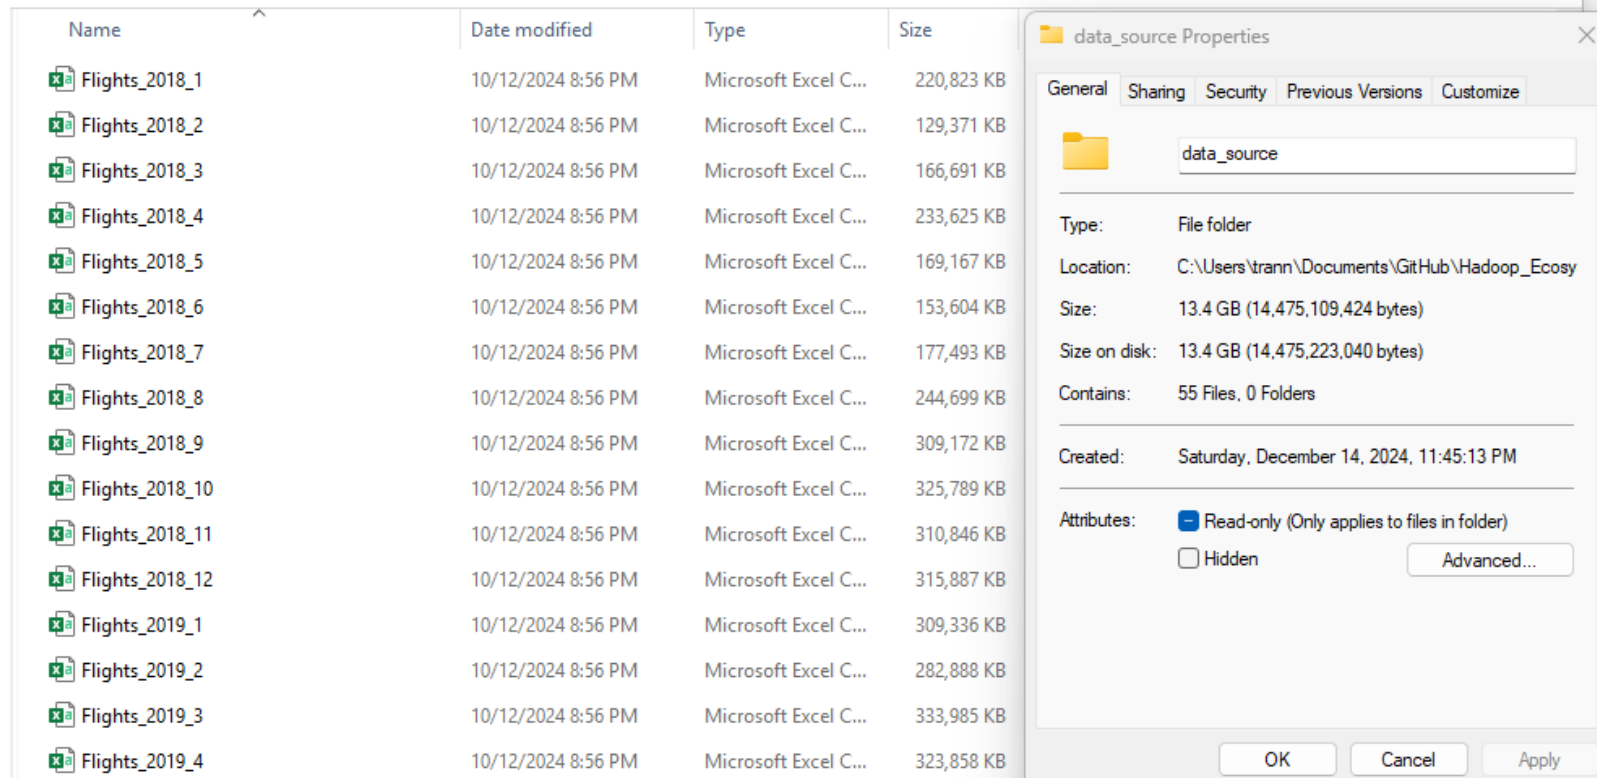 Name Date modified Type Size
Flights_2018_1 10/12/2024 8:56 PM Microsoft Excel C... 220,823 KB
Flights_2018_2 10/12/2024 8:56 PM Microsoft Excel C... 129,371 KB
Flights_2018_3 10/12/2024 8:56 PM Microsoft Excel C... 166,691 KB
Flights_2018_4 10/12/2024 8:56 PM Microsoft Excel C... 233,625 KB
Flights_2018_5 10/12/2024 8:56 PM Microsoft Excel C... 169,167 KB
Flights_2018_6 10/12/2024 8:56 PM Microsoft Excel C... 153,604 KB
Flights_2018_7 10/12/2024 8:56 PM Microsoft Excel C... 177,493 KB
Flights_2018_8 10/12/2024 8:56 PM Microsoft Excel C... 244,699 KB
Flights_2018_9 10/12/2024 8:56 PM Microsoft Excel C... 309,172 KB
Flights_2018_10 10/12/2024 8:56 PM Microsoft Excel C... 325,789 KB
Flights_2018_11 10/12/2024 8:56 PM Microsoft Excel C... 310,846 KB
Flights_2018_12 10/12/2024 8:56 PM Microsoft Excel C... 315,887 KB
Flights_2019_1 10/12/2024 8:56 PM Microsoft Excel C... 309,336 KB
Flights_2019_2 10/12/2024 8:56 PM Microsoft Excel C... 282,888 KB
Flights_2019_3 10/12/2024 8:56 PM Microsoft Excel C... 333,985 KB
Flights_2019_4 10/12/2024 8:56 PM Microsoft Excel C... 323,858 KB
data_source Properties
General Sharing Security Previous Versions Customize
data_source
Type: File folder
Location: C:\Users\trann\Documents\GitHub\Hadoop_Ecosy
Size: 13.4 GB (14,475,109,424 bytes)
Size on disk: 13.4 GB (14,475,223,040 bytes)
Contains: 55 Files, 0 Folders
Created: Saturday, December 14, 2024, 11:45:13 PM
Attributes: Read-only (Only applies to files in folder)
Hidden Advanced...
OK Cancel Apply